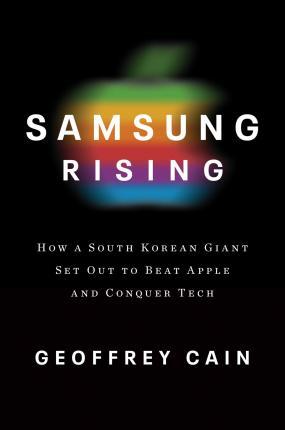 SAMSUNG
RISING
How a South Korean Giant
Set Out to Beat Apple
and Conquer Tech
GEOFFREY CAIN